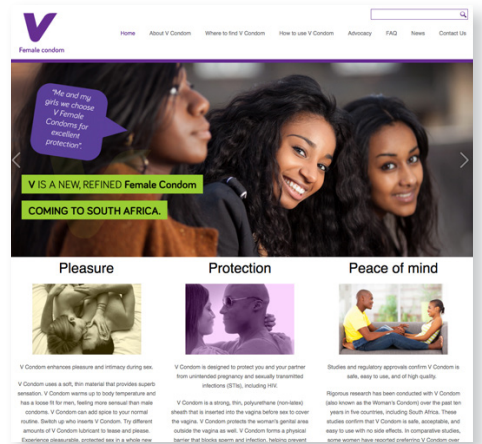 V
Female condom
Home About V Condom Where to find V Condom How to use V Condom Advocacy FAQ News Contact Us
"Me and my
girls we choose
V Female
Condoms for
excellent
protection".
V IS A NEW, REFINED Female Condom
COMING TO SOUTH AFRICA.
Pleasure
V Condom enhances pleasure and intimacy during sex.
V Condom uses a soft, thin material that provides superb
sensation. V Condom warms up to body temperature and
has a loose fit for men, feeling more sensual than male
condoms. V Condom can add spice to your normal
routine. Switch up who inserts V Condom. Try different
amounts of V Condom lubricant to tease and please.
Experience pleasurable, protected sex in a whole new
Protection
V Condom is designed to protect you and your partner
from unintended pregnancy and sexually transmitted
infections (STIs), including HIV.
V Condom is a strong, thin, polyurethane (non-latex)
sheath that is inserted into the vagina before sex to cover
the vagina. V Condom protects the women's genital area
outside the vagina as well. V Condom forms a physical
barrier that blocks sperm and infection, helping prevent
Peace of mind
Studies and regulatory approvals confirm V Condom is
safe, easy to use, and of high quality.
Rigorous research has been conducted with V Condom
(also known as the Woman's Condom) over the past ten
years in five countries, including South Africa. These
studies confirm that V Condom is safe, acceptable, and
easy to use with no side effects. In comparative studies,
some women have reported preferring V Condom over